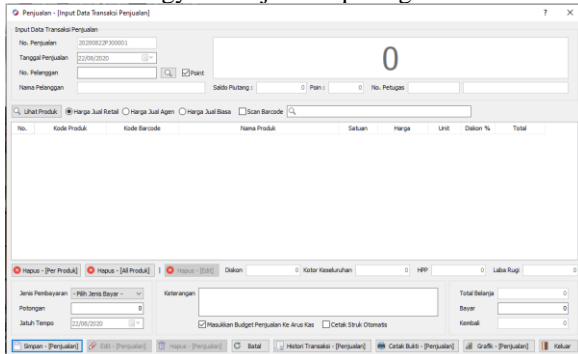 Penjualan - [Input Data Transaksi Penjualan] ?
Input Data Transaksi Penjualan
No. Penjualan 20200822PJ00001
Tanggal Penjualan 22/08/2020
No. Pelanggan Point
0
Nama Pelanggan Saldo Piutang : 0 Poin : 0 No. Petugas
Lihat Produk Harga Jual Retail Harga Jual Agen Harga Jual Biasa Scan Barcode
No. Kode Produk Kode Barcode Nama Produk Satuan Harga Unit Diskon % Total
Hapus - [Per Produk] Hapus - [All Produk] | Hapus - [Edit] Diskon 0 Kotor Keseluruhan 0 HPP 0 Laba Rugi 0
Jenis Pembayaran - Pilih Jenis Bayar - Keterangan Total Belanja 0
Potongan 0 Bayar 0
Jatuh Tempo 22/08/2020 Masukkan Budget Penjualan Ke Arus Kas Cetak Struk Otomatis Kembali 0
Simpan - [Penjualan] Edit - [Penjualan] Hapus - [Penjualan] Batal Histori Transaksi - [Penjualan] Cetak Bukti - [Penjualan] Grafik - [Penjualan] Keluar